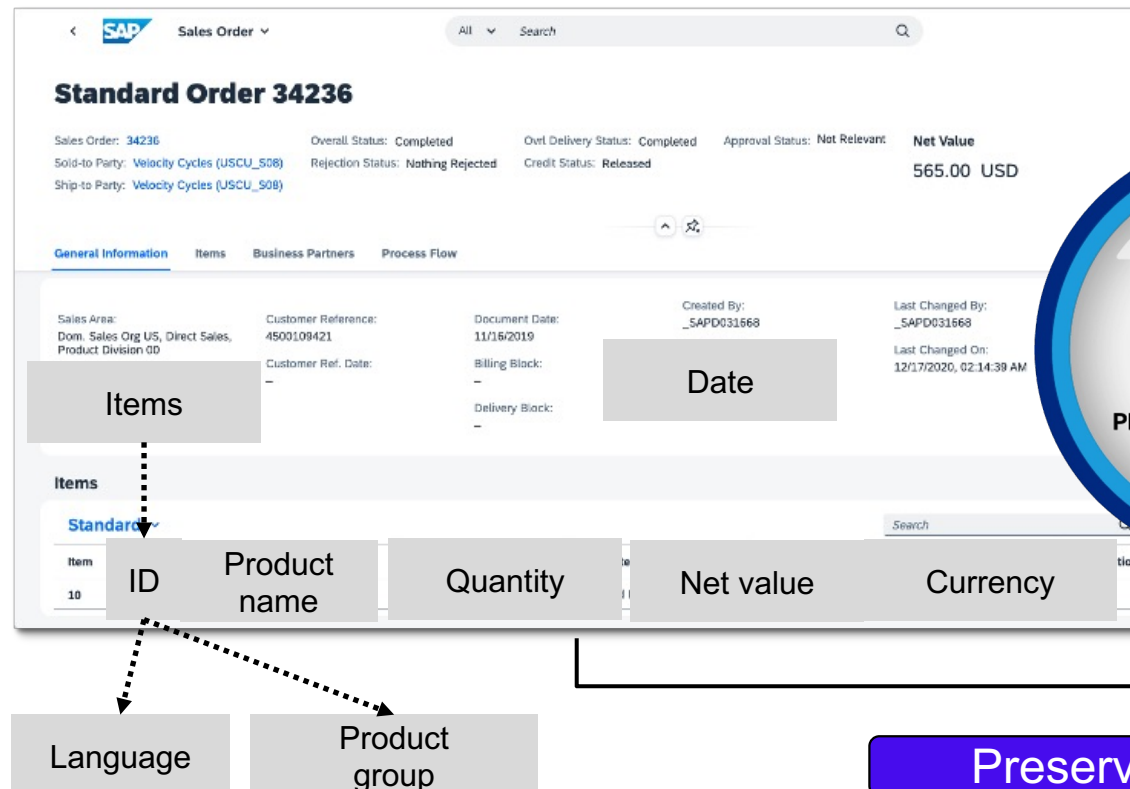 SAP Sales Order All Search
Standard Order 34236
Sales Order: 34236 Overall Status: Completed Ovrl Delivery Status: Completed Approval Status: Not Relevant Net Value
Sold-to Party: Velocity Cycles (USCU_S08) Rejection Status: Nothing Rejected Credit Status: Released 565.00 USD
Ship-to Party: Velocity Cycles (USCU_S08)
General Information Items Business Partners Process Flow
Sales Area: Customer Reference: Document Date: Created By: Last Changed By:
Dom. Sales Org US, Direct Sales, 4500109421 11/16/2019 _SAPD031668 _SAPD031668
Product Division 00 Customer Ref. Date: Billing Block: Last Changed On:
– – 12/17/2020, 02:14:39 AM
Items Date
Delivery Block:
–
Items
Standard Search
Item
10
ID Product name Quantity Net value Currency
Language Product group